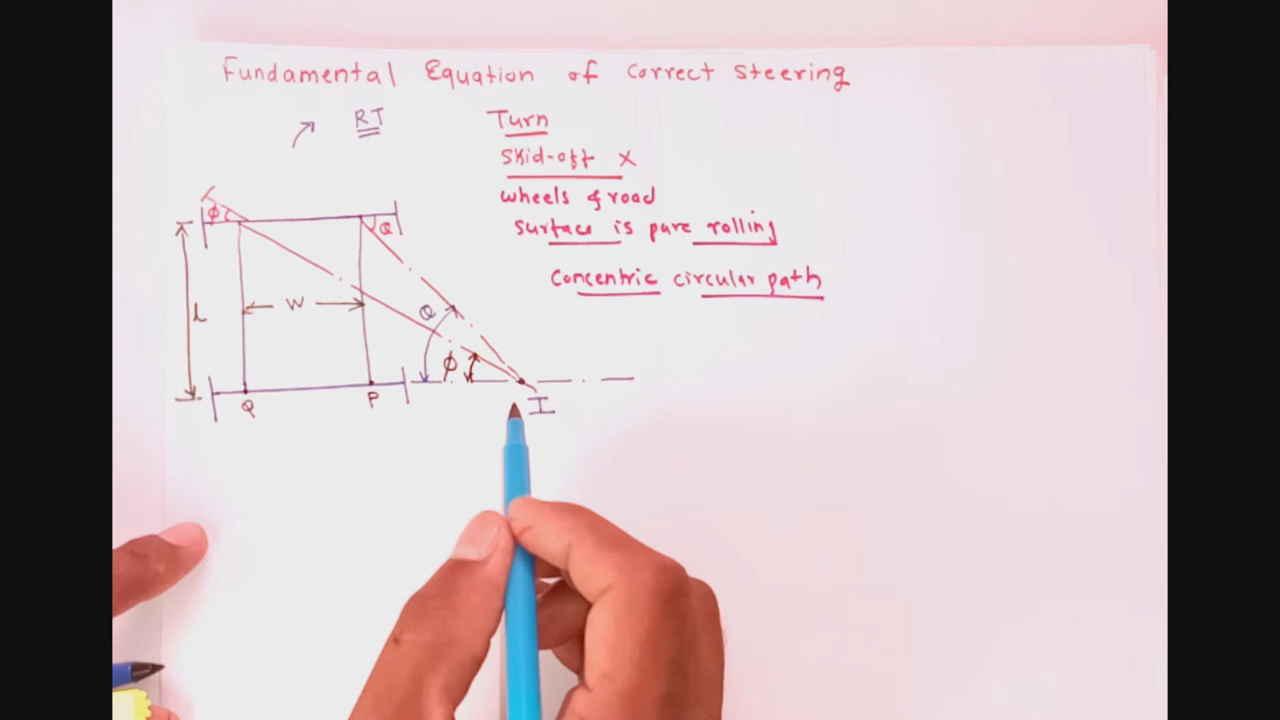 Fundamental Equation of correct steering
RT
Turn
Skid-off X
wheels & road
surface is pure rolling
Concentric circular path
ϕ
Q
W
l
Q
ϕ
I
Q
P